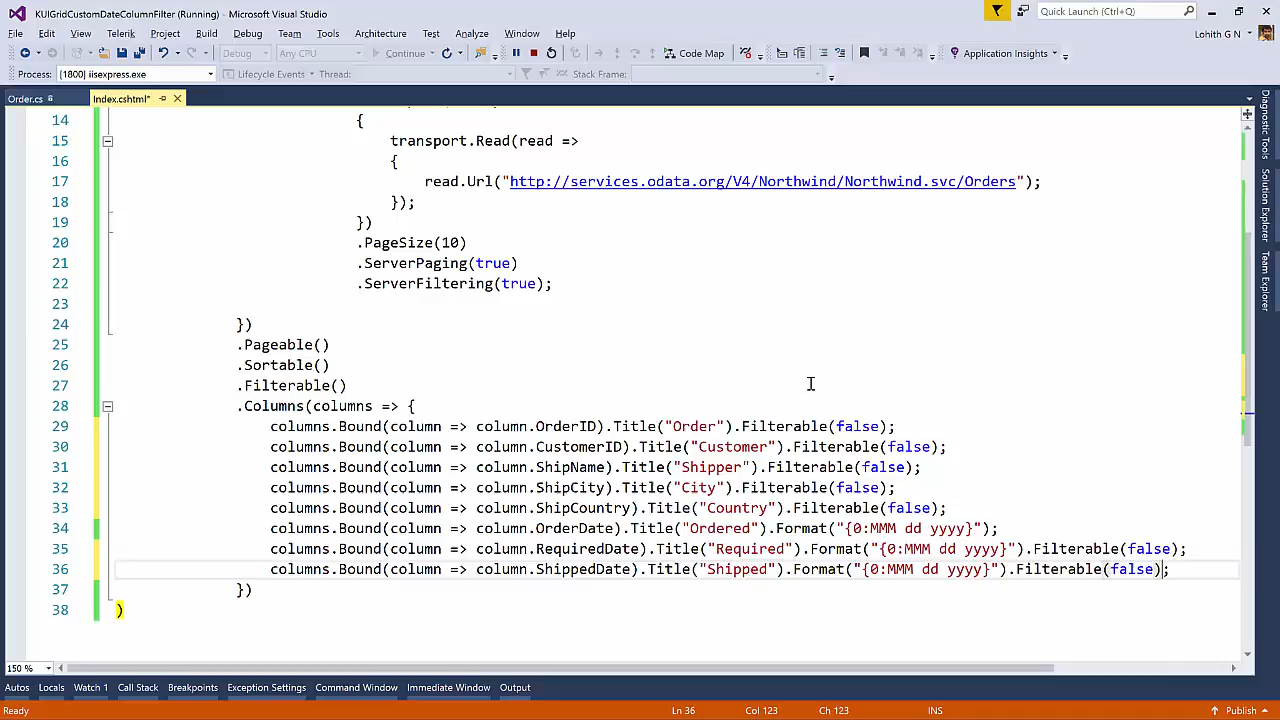 KUIGridCustomDateColumnFilter (Running) - Microsoft Visual Studio
Quick Launch (Ctrl+Q)
File Edit View Telerik Project Build Debug Team Tools Architecture Test Analyze Window Help
Lohith G N
Debug Any CPU Continue Code Map Application Insights
Process: [1800] iisexpress.exe Lifecycle Events Thread: Stack Frame:
Order.cs Index.cshtml*
14 {
15 transport.Read(read =>
16 {
17 read.Url("http://services.odata.org/V4/Northwind/Northwind.svc/Orders");
18 });
19 })
20 .PageSize(10)
21 .ServerPaging(true)
22 .ServerFiltering(true);
23
24 })
25 .Pageable()
26 .Sortable()
27 .Filterable()
28 .Columns(columns => {
29 columns.Bound(column => column.OrderID).Title("Order").Filterable(false);
30 columns.Bound(column => column.CustomerID).Title("Customer").Filterable(false);
31 columns.Bound(column => column.ShipName).Title("Shipper").Filterable(false);
32 columns.Bound(column => column.ShipCity).Title("City").Filterable(false);
33 columns.Bound(column => column.ShipCountry).Title("Country").Filterable(false);
34 columns.Bound(column => column.OrderDate).Title("Ordered").Format("{0:MMM dd yyyy}");
35 columns.Bound(column => column.RequiredDate).Title("Required").Format("{0:MMM dd yyyy}").Filterable(false);
36 columns.Bound(column => column.ShippedDate).Title("Shipped").Format("{0:MMM dd yyyy}").Filterable(false);
37 })
38 )
Diagnostic Tools
Solution Explorer
Team Explorer
150 %
Autos Locals Watch 1 Call Stack Breakpoints Exception Settings Command Window Immediate Window Output
Ready Ln 36 Col 123 Ch 123 INS Publish